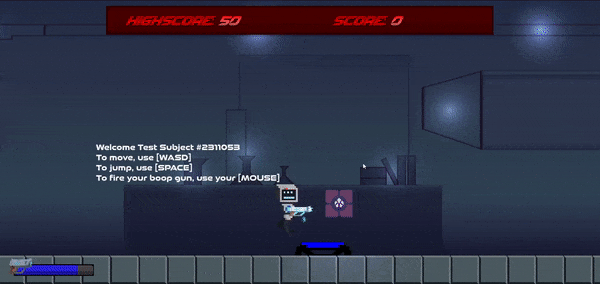 HIGHSCORE 50
SCORE 0
Welcome Test Subject #2311053
To move, use [WASD]
To jump, use [SPACE]
To fire your boop gun, use your [MOUSE]